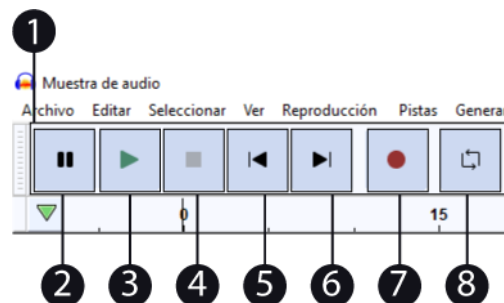 1
Muestra de audio
Archivo Editar Seleccionar Ver Reproducción Pistas Generar
0 15
2 3 4 5 6 7 8